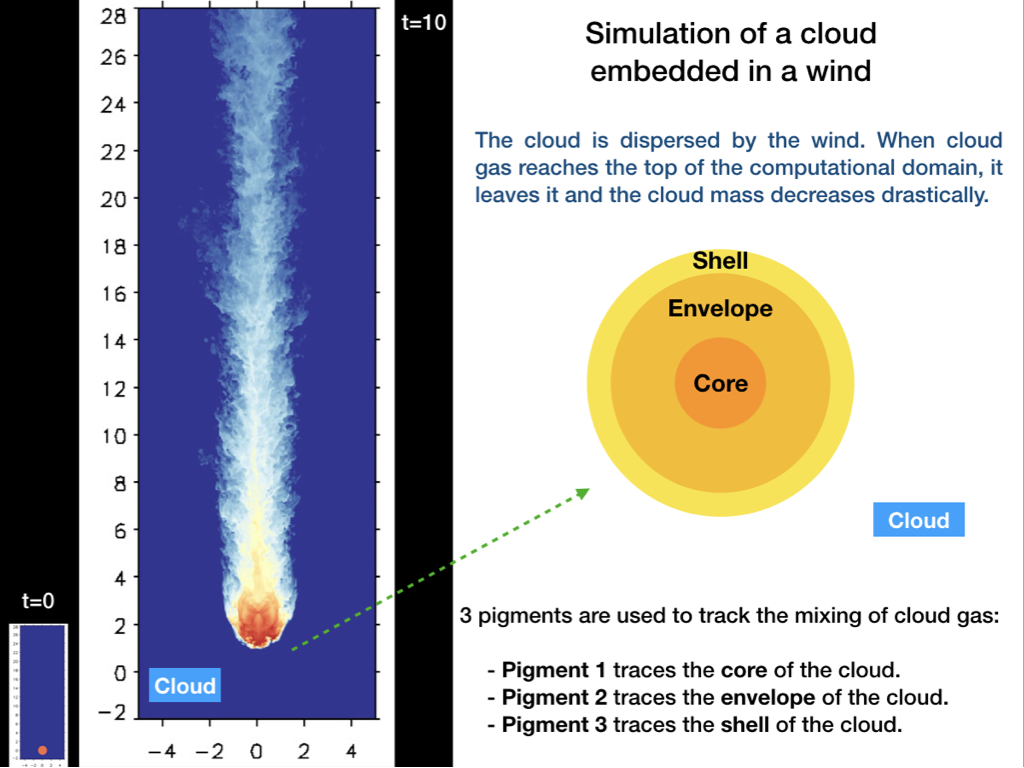 Simulation of a cloud
embedded in a wind
The cloud is dispersed by the wind. When cloud
gas reaches the top of the computational domain, it
leaves it and the cloud mass decreases drastically.
t=10
28
26
24
22
20
18
16
14
12
10
8
6
4
2
0
−2
−4 −2 0 2 4
Cloud
t=0
Shell
Envelope
Core
Cloud
3 pigments are used to track the mixing of cloud gas:
- Pigment 1 traces the core of the cloud.
- Pigment 2 traces the envelope of the cloud.
- Pigment 3 traces the shell of the cloud.